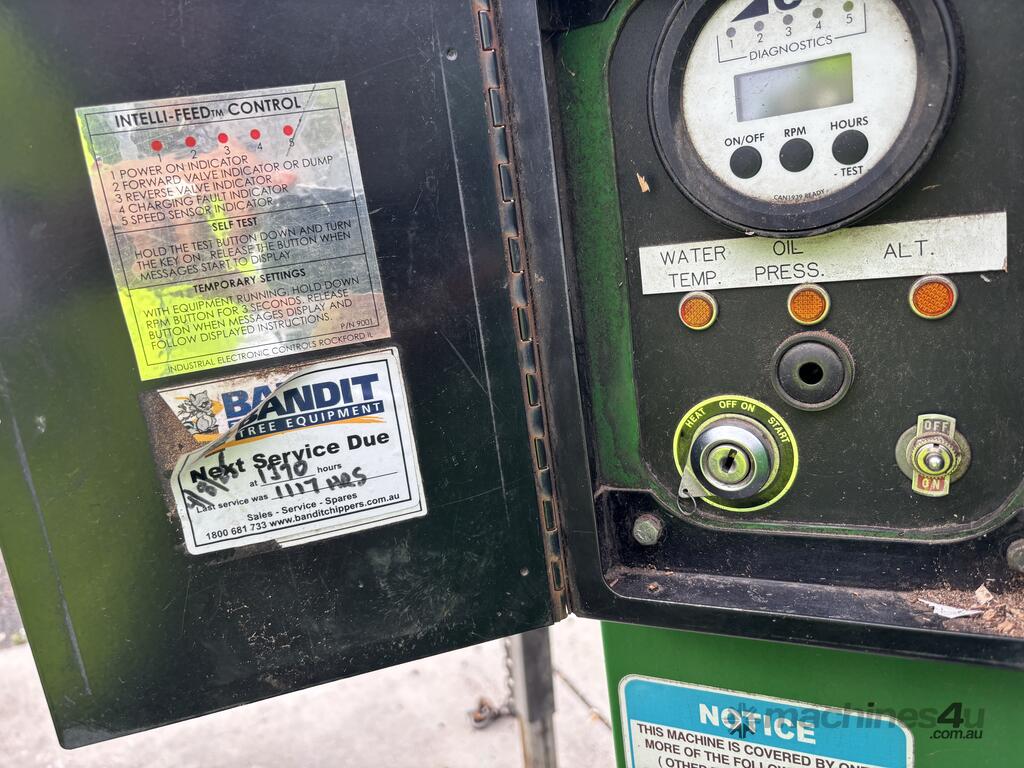 INTELLI-FEED™ CONTROL
1 2 3 4 5
1 POWER ON INDICATOR
2 FORWARD VALVE INDICATOR OR DUMP
3 REVERSE VALVE INDICATOR
4 CHARGING FAULT INDICATOR
5 SPEED SENSOR INDICATOR
SELF TEST
HOLD THE TEST BUTTON DOWN AND TURN
THE KEY ON. RELEASE THE BUTTON WHEN
MESSAGES START TO DISPLAY
TEMPORARY SETTINGS
WITH EQUIPMENT RUNNING, HOLD DOWN
RPM BUTTON FOR 3 SECONDS. RELEASE
BUTTON WHEN MESSAGES DISPLAY AND
FOLLOW DISPLAYED INSTRUCTIONS.
P/N 9001
INDUSTRIAL ELECTRONIC CONTROLS ROCKFORD IL
BANDIT
TREE EQUIPMENT
Next Service Due
at 1370 hours
Last service was 1117 HRS
Sales - Service - Spares
1800 681 733 www.banditchippers.com.au
1 2 3 4 5
DIAGNOSTICS
ON/OFF RPM HOURS
- TEST
CAN1939 READY
WATER TEMP.
OIL PRESS.
ALT.
HEAT OFF ON START
OFF
ON
NOTICE
THIS MACHINE IS COVERED BY ONE
MORE OF THE
( OTHER
machines4u
.com.au